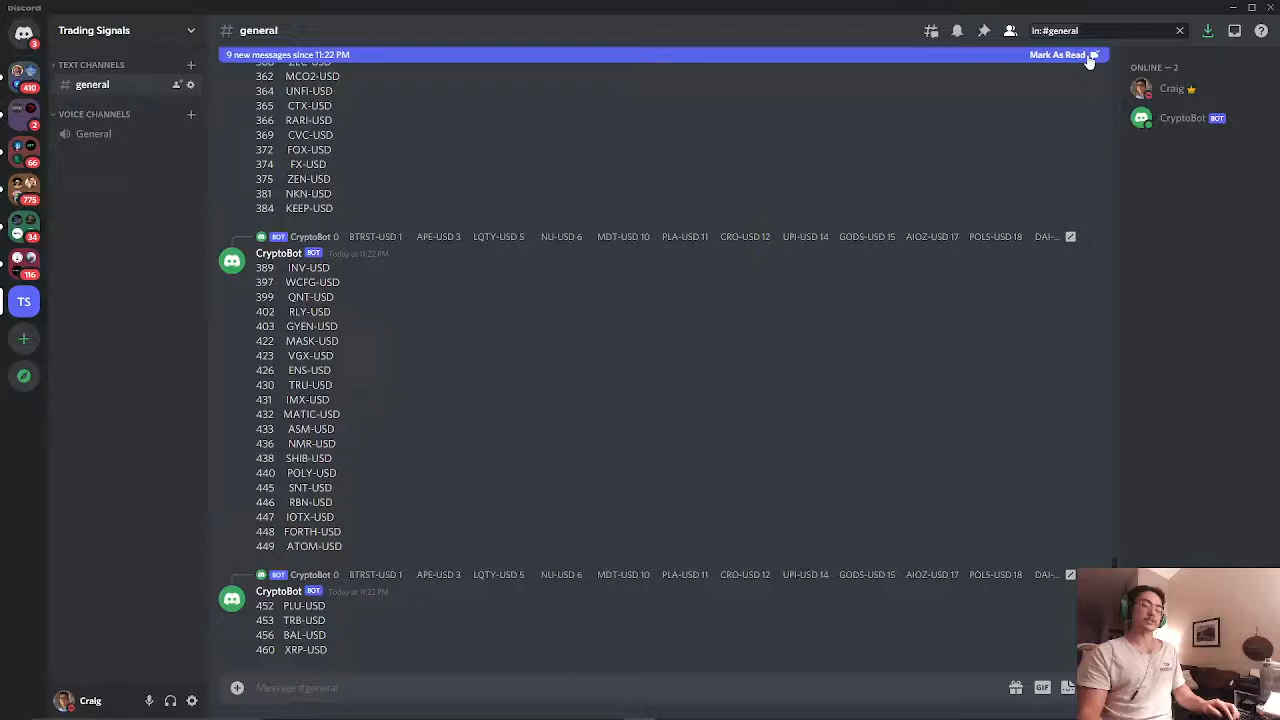 Discord
3
410
2
66
775
34
116
TS
Trading Signals
TEXT CHANNELS
# general
VOICE CHANNELS
General
Craig
# general
in:#general
9 new messages since 11:22 PM
Mark As Read
362 MCO2-USD
364 UNFI-USD
365 CTX-USD
366 RARI-USD
369 CVC-USD
372 FOX-USD
374 FX-USD
375 ZEN-USD
381 NKN-USD
384 KEEP-USD
BOT CryptoBot 0 BTRST-USD 1 APE-USD 3 LQTY-USD 5 NU-USD 6 MDT-USD 10 PLA-USD 11 CRO-USD 12 UPI-USD 14 GODS-USD 15 AIOZ-USD 17 POLS-USD 18 DAI-...
CryptoBot BOT Today at 11:22 PM
389 INV-USD
397 WCFG-USD
399 QNT-USD
402 RLY-USD
403 GYEN-USD
422 MASK-USD
423 VGX-USD
426 ENS-USD
430 TRU-USD
431 IMX-USD
432 MATIC-USD
433 ASM-USD
436 NMR-USD
438 SHIB-USD
440 POLY-USD
445 SNT-USD
446 RBN-USD
447 IOTX-USD
448 FORTH-USD
449 ATOM-USD
BOT CryptoBot 0 BTRST-USD 1 APE-USD 3 LQTY-USD 5 NU-USD 6 MDT-USD 10 PLA-USD 11 CRO-USD 12 UPI-USD 14 GODS-USD 15 AIOZ-USD 17 POLS-USD 18 DAI-...
CryptoBot BOT Today at 11:22 PM
452 PLU-USD
453 TRB-USD
456 BAL-USD
460 XRP-USD
Message #general
GIF
ONLINE — 2
Craig
CryptoBot BOT